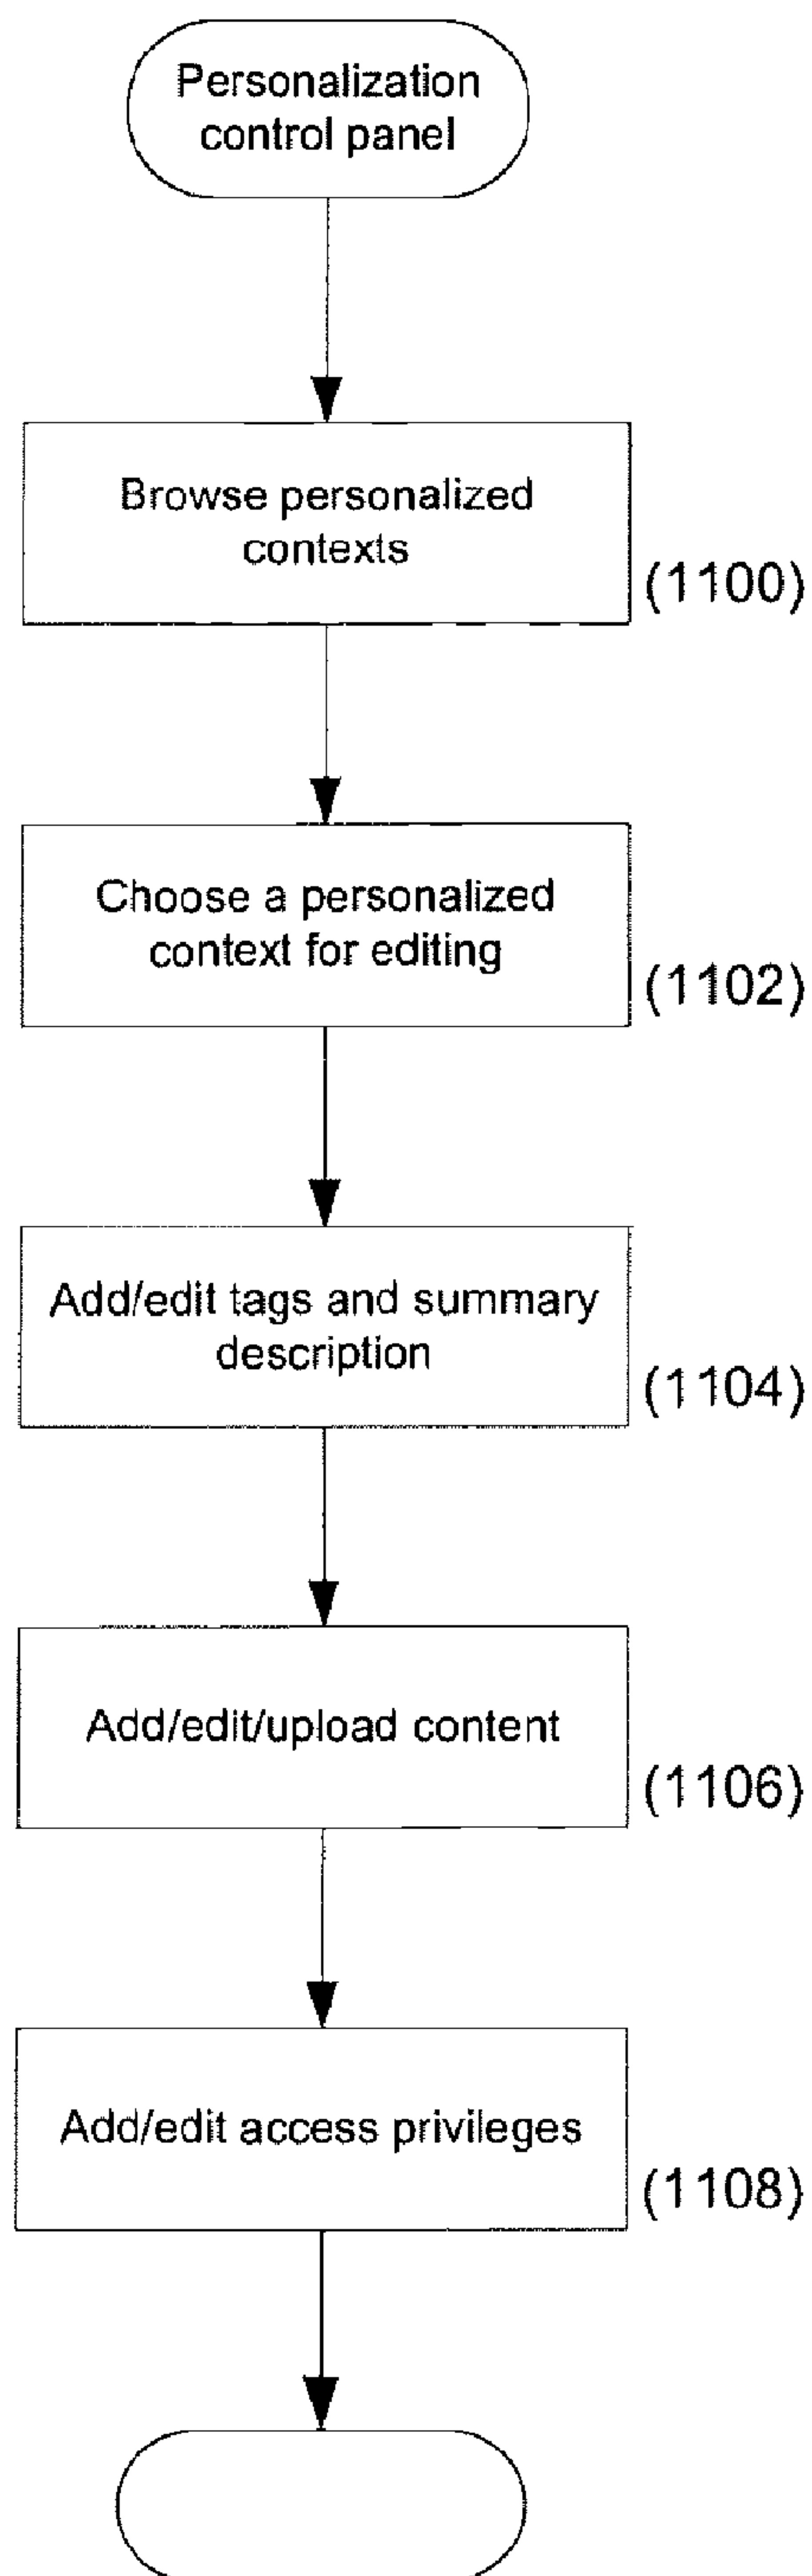 Personalization
control panel
Browse personalized
contexts
(1100)
Choose a personalized
context for editing
(1102)
Add/edit tags and summary
description
(1104)
Add/edit/upload content
(1106)
Add/edit access privileges
(1108)